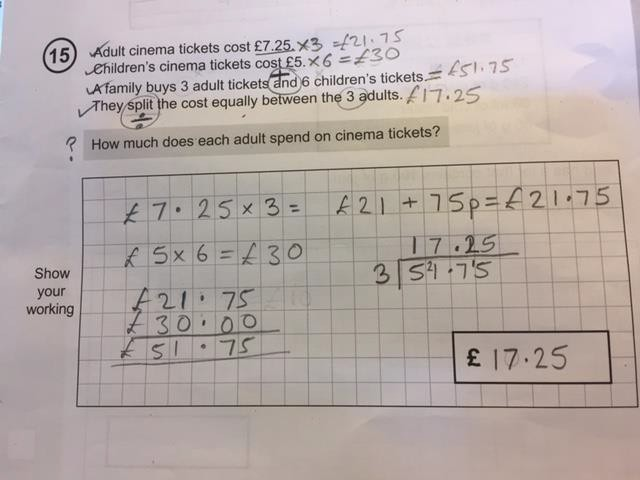 15
Adult cinema tickets cost £7.25. ×3 = £21.75
Children's cinema tickets cost £5. ×6 = £30
A family buys 3 adult tickets and 6 children's tickets. = £51.75
They split the cost equally between the 3 adults. £17.25
÷
? How much does each adult spend on cinema tickets?
£7.25 × 3 = £21 + 75p = £21.75
£5 × 6 = £30
17.25
3 5²1.7¹5
Show
your
working
£21.75
£30.00
£51.75
£ 17.25